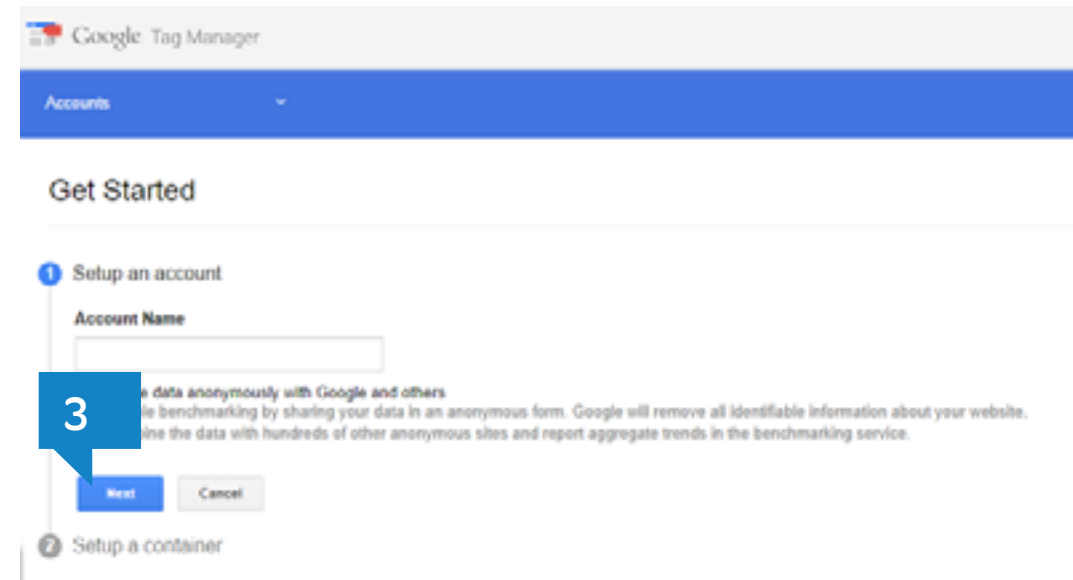 Google Tag Manager
Accounts
Get Started
1 Setup an account
Account Name
data anonymously with Google and others
benchmarking by sharing your data in an anonymous form. Google will remove all identifiable information about your website.
the data with hundreds of other anonymous sites and report aggregate trends in the benchmarking service.
3
Next Cancel
2 Setup a container